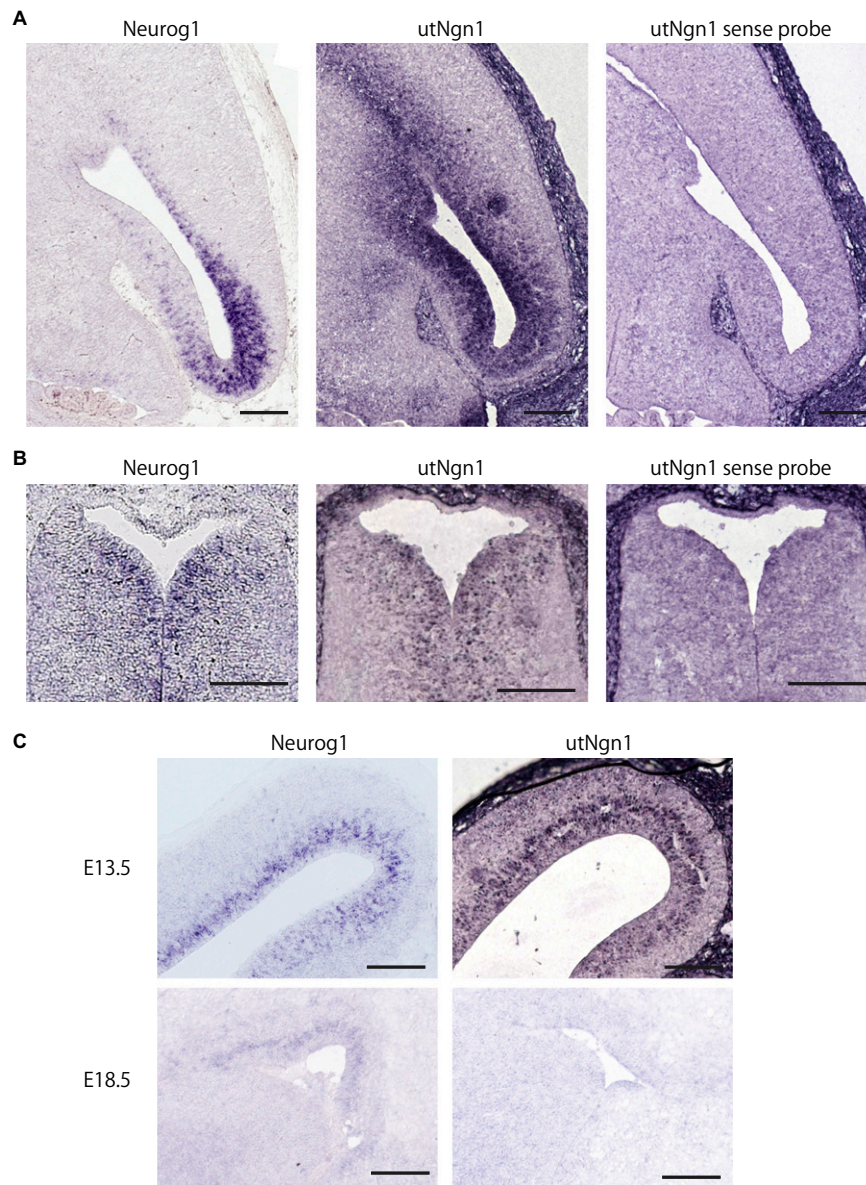 A
Neurog1
utNgn1
utNgn1 sense probe
B
Neurog1
utNgn1
utNgn1 sense probe
C
Neurog1
utNgn1
E13.5
E18.5